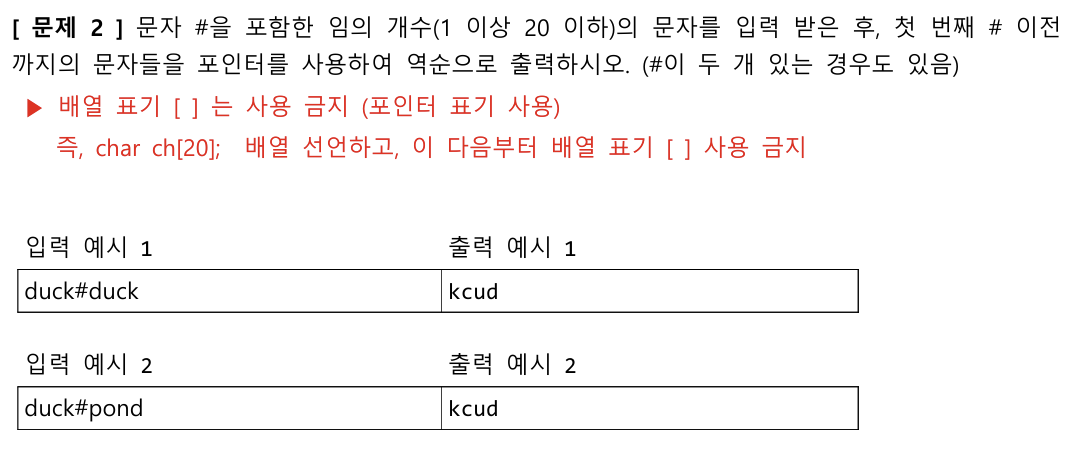 [ 문제 2 ] 문자 #을 포함한 임의 개수(1 이상 20 이하)의 문자를 입력 받은 후, 첫 번째 # 이전
까지의 문자들을 포인터를 사용하여 역순으로 출력하시오. (#이 두 개 있는 경우도 있음)
▶ 배열 표기 [ ] 는 사용 금지 (포인터 표기 사용)
즉, char ch[20]; 배열 선언하고, 이 다음부터 배열 표기 [ ] 사용 금지
입력 예시 1 출력 예시 1
duck#duck kcud
입력 예시 2 출력 예시 2
duck#pond kcud